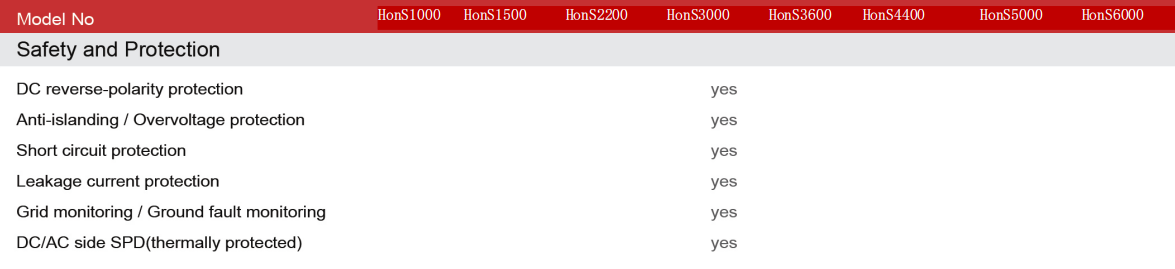 Model No HonS1000 HonS1500 HonS2200 HonS3000 HonS3600 HonS4400 HonS5000 HonS6000
Safety and Protection
DC reverse-polarity protection yes
Anti-islanding / Overvoltage protection yes
Short circuit protection yes
Leakage current protection yes
Grid monitoring / Ground fault monitoring yes
DC/AC side SPD(thermally protected) yes